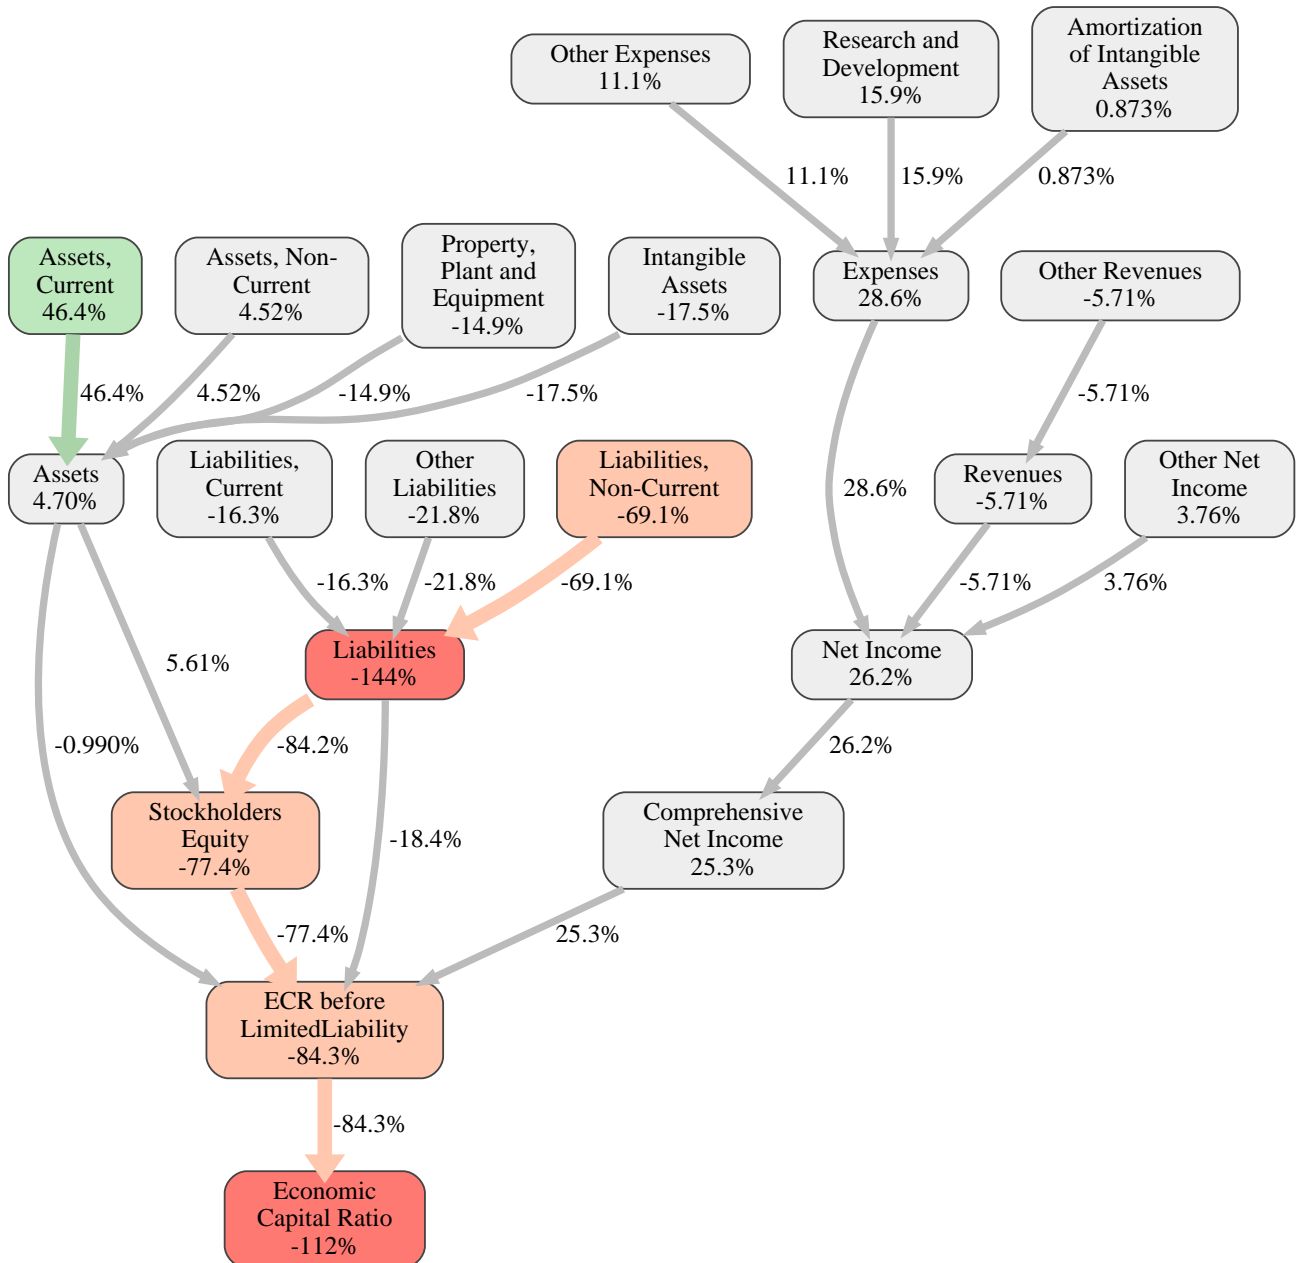 Other Expenses
11.1%
Research and
Development
15.9%
Amortization
of Intangible
Assets
0.873%
11.1%
15.9%
0.873%
Assets,
Current
46.4%
Assets, Non-
Current
4.52%
Property,
Plant and
Equipment
-14.9%
Intangible
Assets
-17.5%
Expenses
28.6%
Other Revenues
-5.71%
46.4%
4.52%
-14.9%
-17.5%
-5.71%
Assets
4.70%
Liabilities,
Current
-16.3%
Other
Liabilities
-21.8%
Liabilities,
Non-Current
-69.1%
28.6%
Revenues
-5.71%
Other Net
Income
3.76%
-16.3%
-21.8%
-69.1%
-5.71%
3.76%
Liabilities
-144%
Net Income
26.2%
5.61%
-0.990%
-84.2%
26.2%
Stockholders
Equity
-77.4%
-18.4%
Comprehensive
Net Income
25.3%
-77.4%
25.3%
ECR before
LimitedLiability
-84.3%
-84.3%
Economic
Capital Ratio
-112%